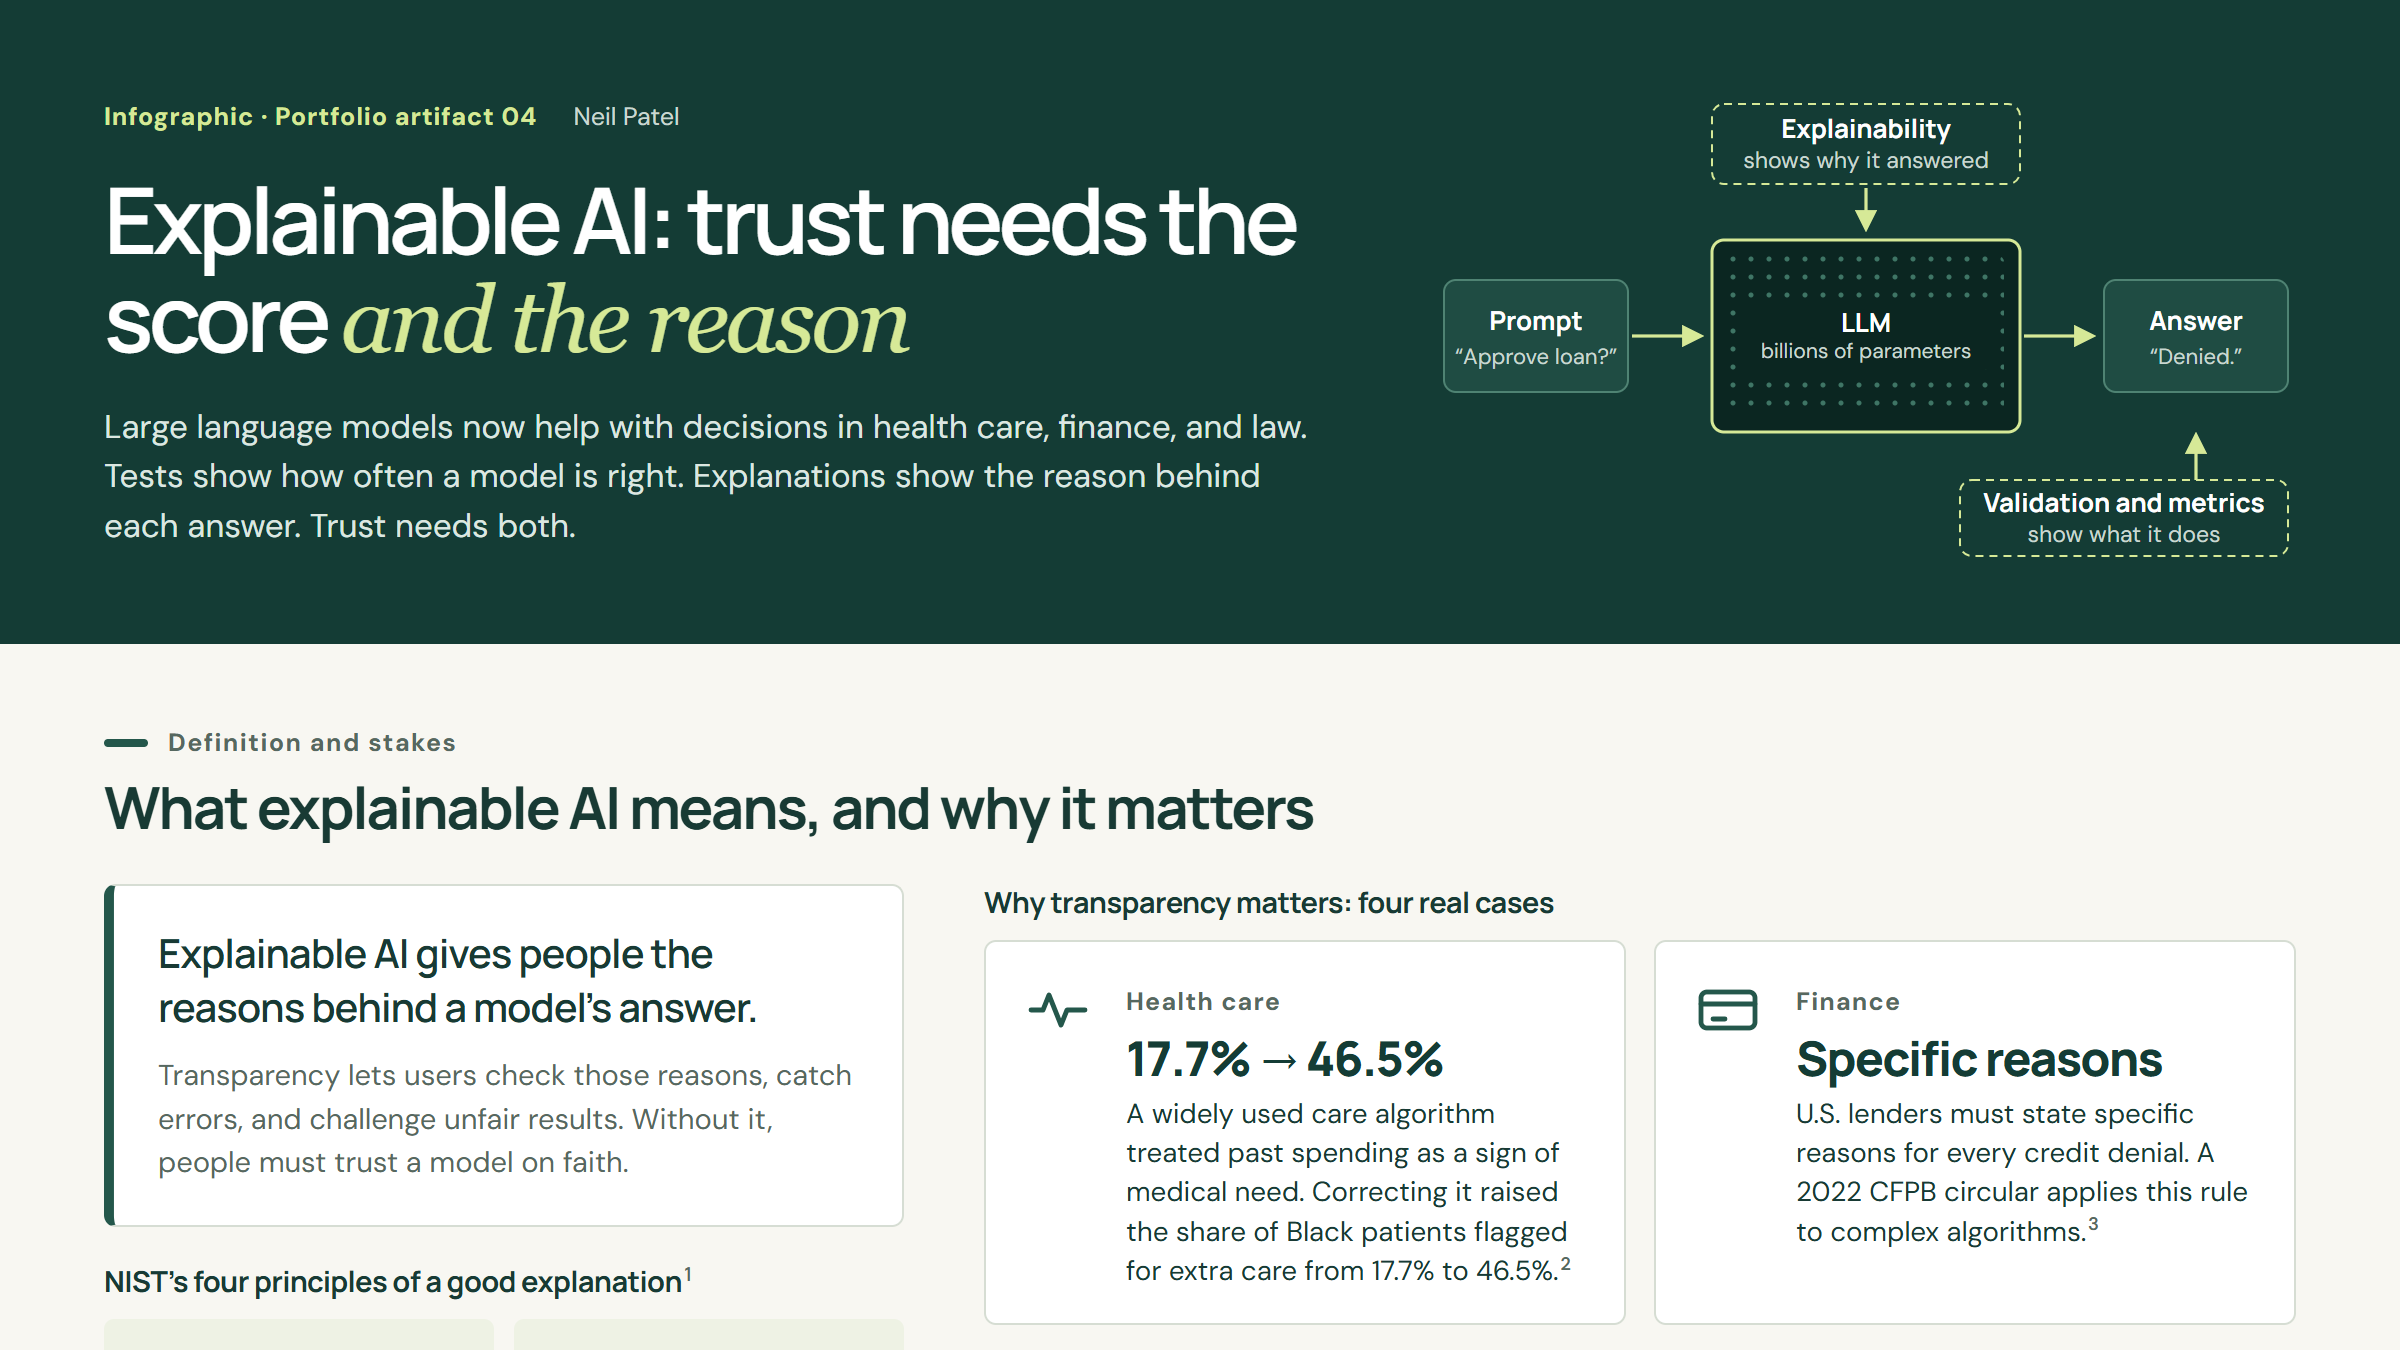 Infographic · Portfolio artifact 04 Neil Patel
Explainable AI: trust needs the
score and the reason
Large language models now help with decisions in health care, finance, and law.
Tests show how often a model is right. Explanations show the reason behind
each answer. Trust needs both.
Explainability
shows why it answered
Prompt
“Approve loan?”
LLM
billions of parameters
Answer
“Denied.”
Validation and metrics
show what it does
Definition and stakes
What explainable AI means, and why it matters
Explainable AI gives people the
reasons behind a model’s answer.
Transparency lets users check those reasons, catch
errors, and challenge unfair results. Without it,
people must trust a model on faith.
NIST’s four principles of a good explanation¹
Why transparency matters: four real cases
Health care
17.7% → 46.5%
A widely used care algorithm
treated past spending as a sign of
medical need. Correcting it raised
the share of Black patients flagged
for extra care from 17.7% to 46.5%.²
Finance
Specific reasons
U.S. lenders must state specific
reasons for every credit denial. A
2022 CFPB circular applies this rule
to complex algorithms.³